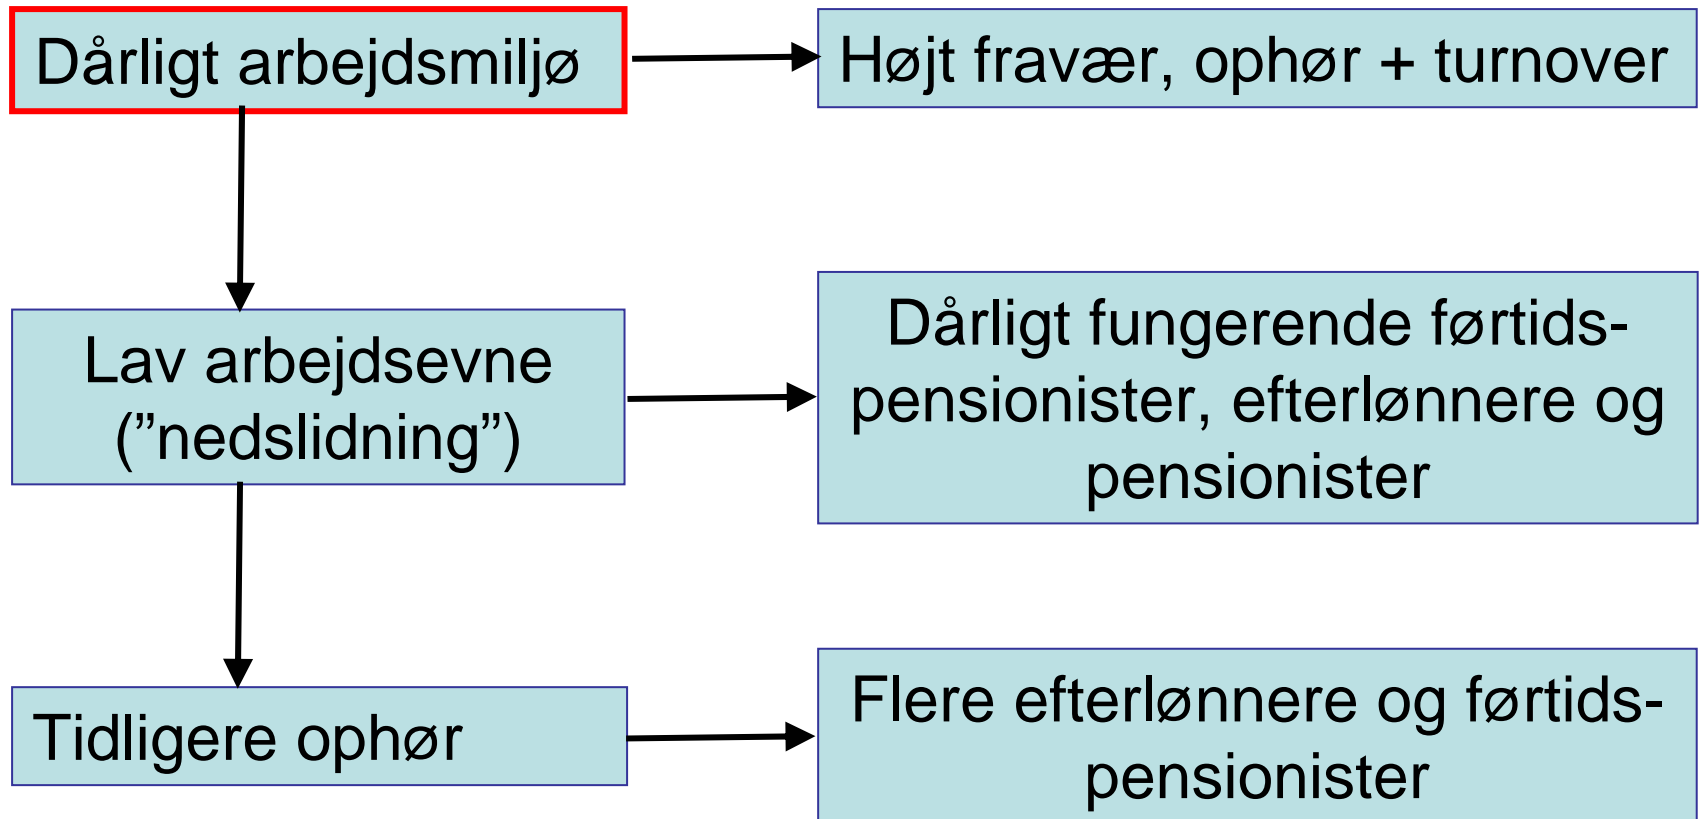 Dårligt arbejdsmiljø
Højt fravær, ophør + turnover
Lav arbejdsevne
(”nedslidning”)
Dårligt fungerende førtids-
pensionister, efterlønnere og
pensionister
Tidligere ophør
Flere efterlønnere og førtids-
pensionister